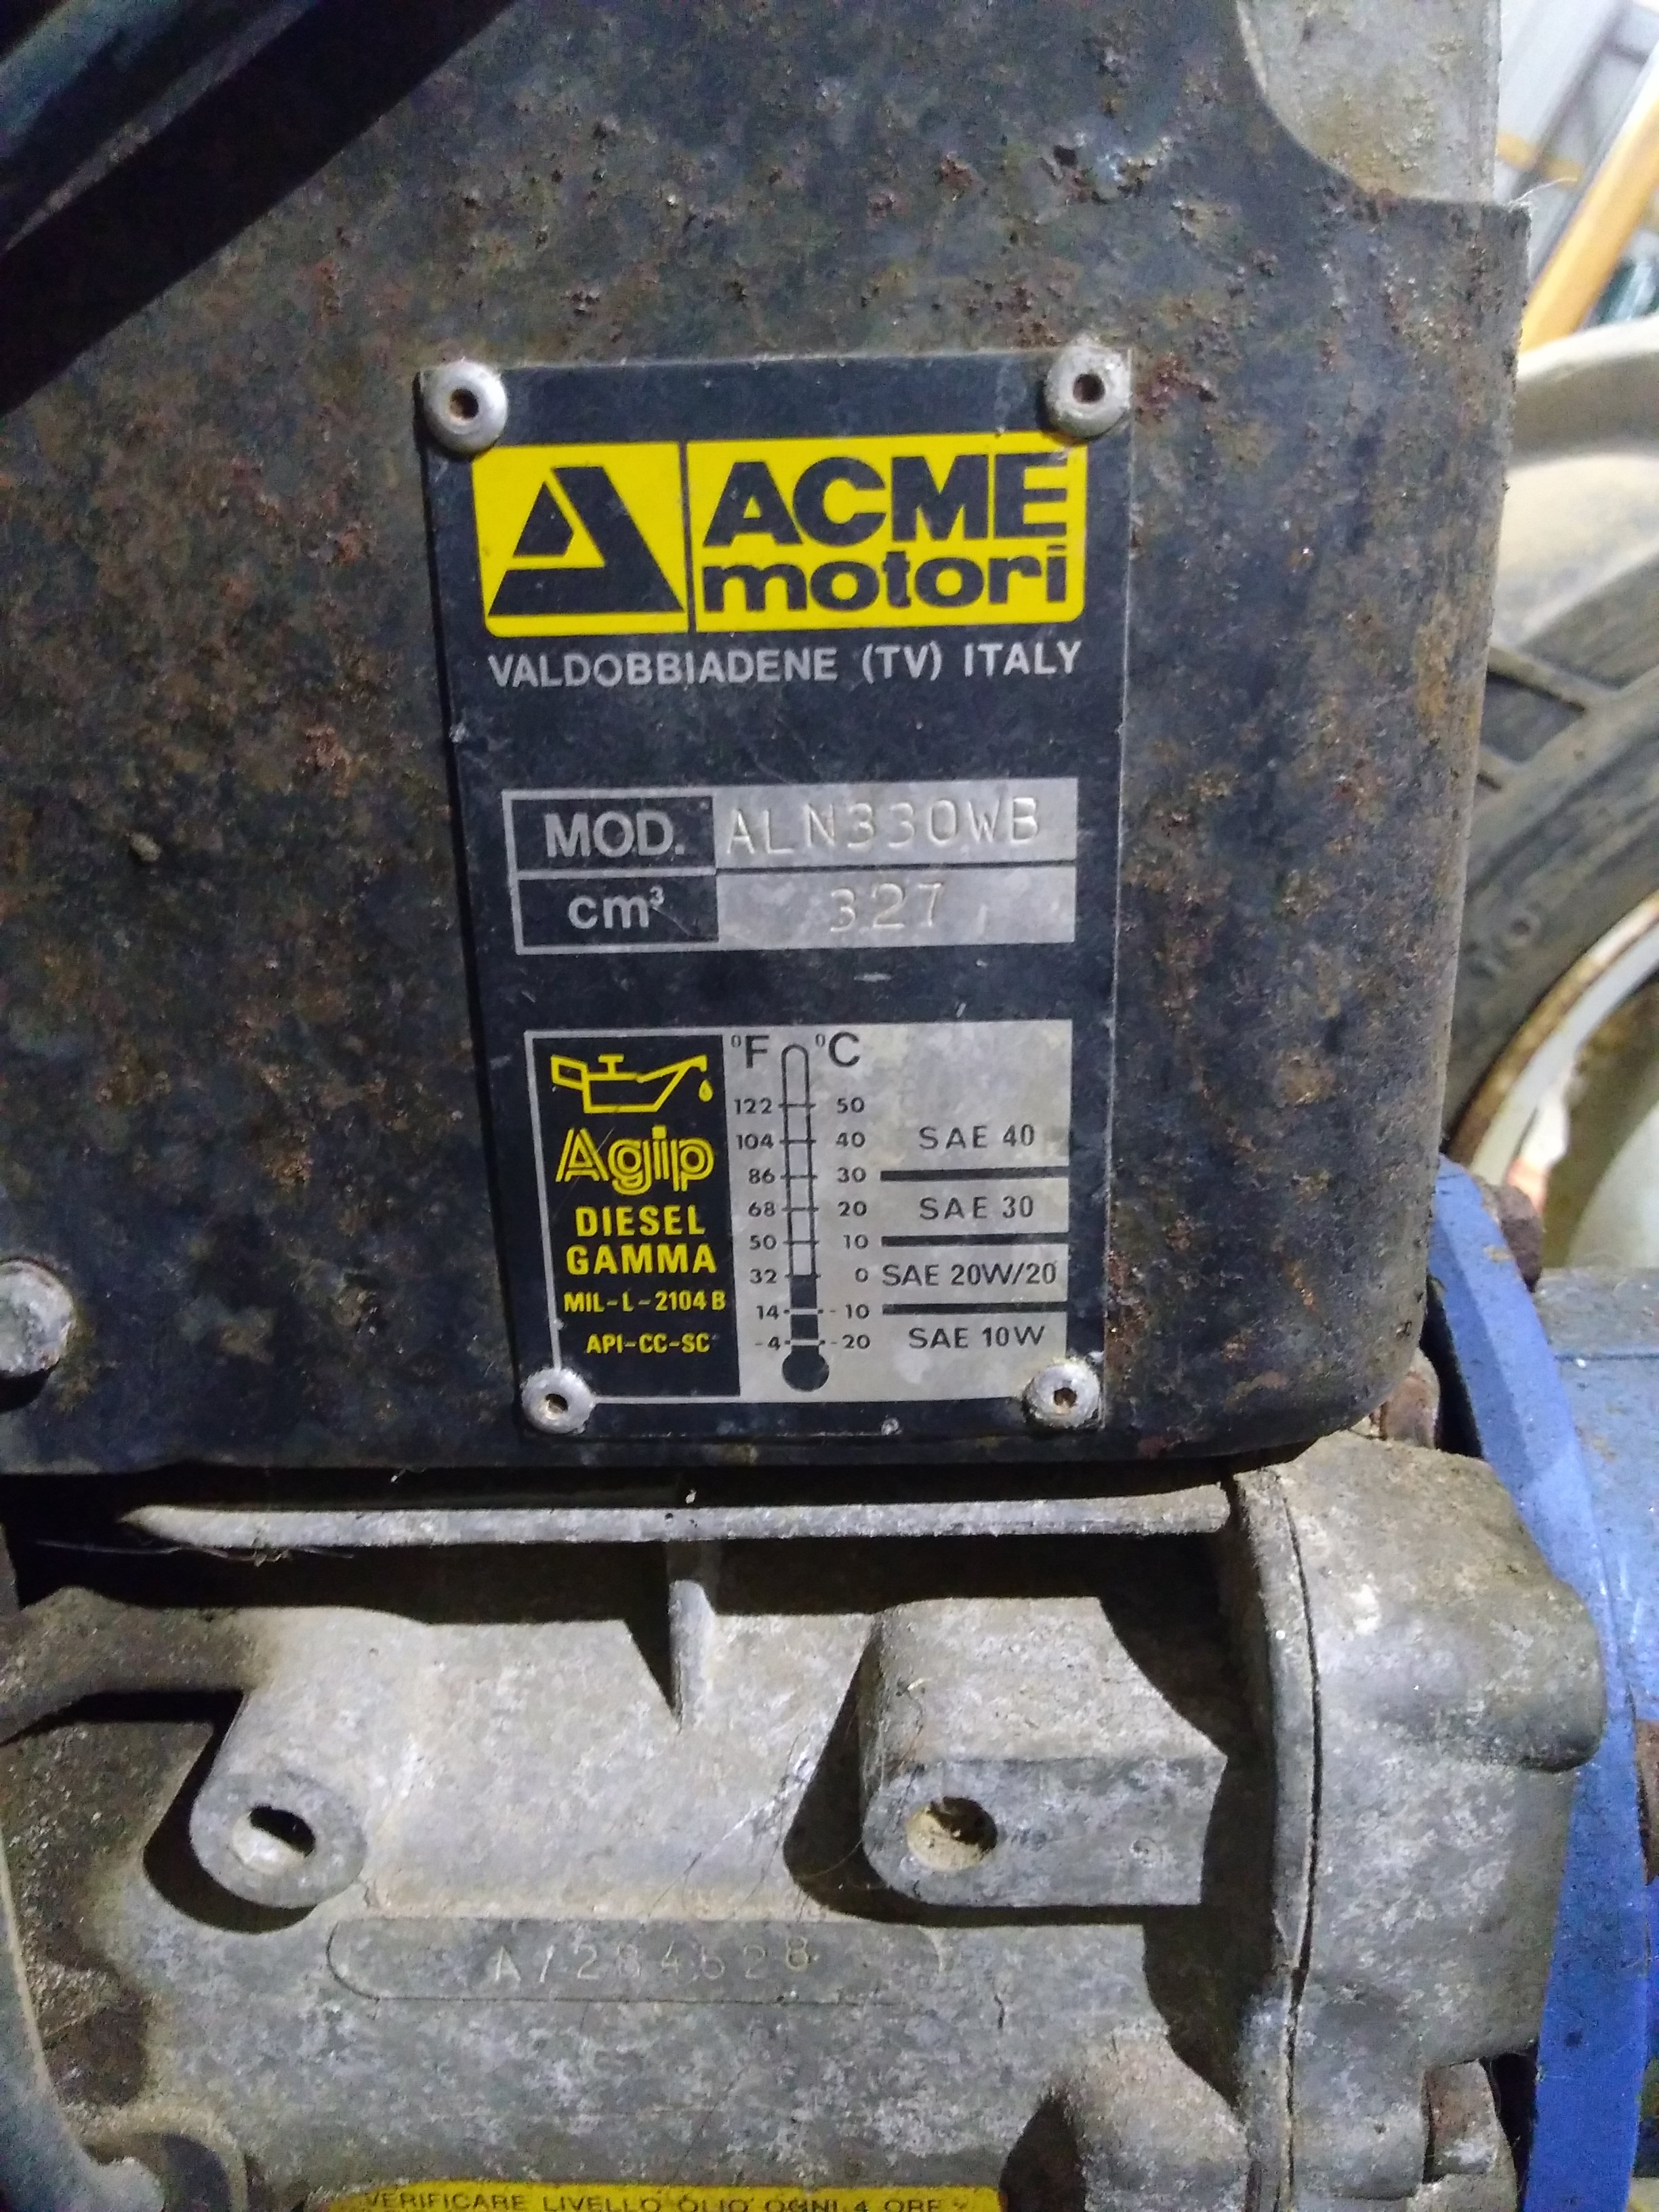 ACME
motori
VALDOBBIADENE (TV) ITALY
MOD. ALN330WB
cm³ 327
°F °C
122 50
104 40 SAE 40
86 30
68 20 SAE 30
50 10
32 0 SAE 20W/20
14 -10
-4 -20 SAE 10W
Agip
DIESEL
GAMMA
MIL-L-2104B
API-CC-SC
VERIFICARE LIVELLO OLIO OGNI 4 ORE